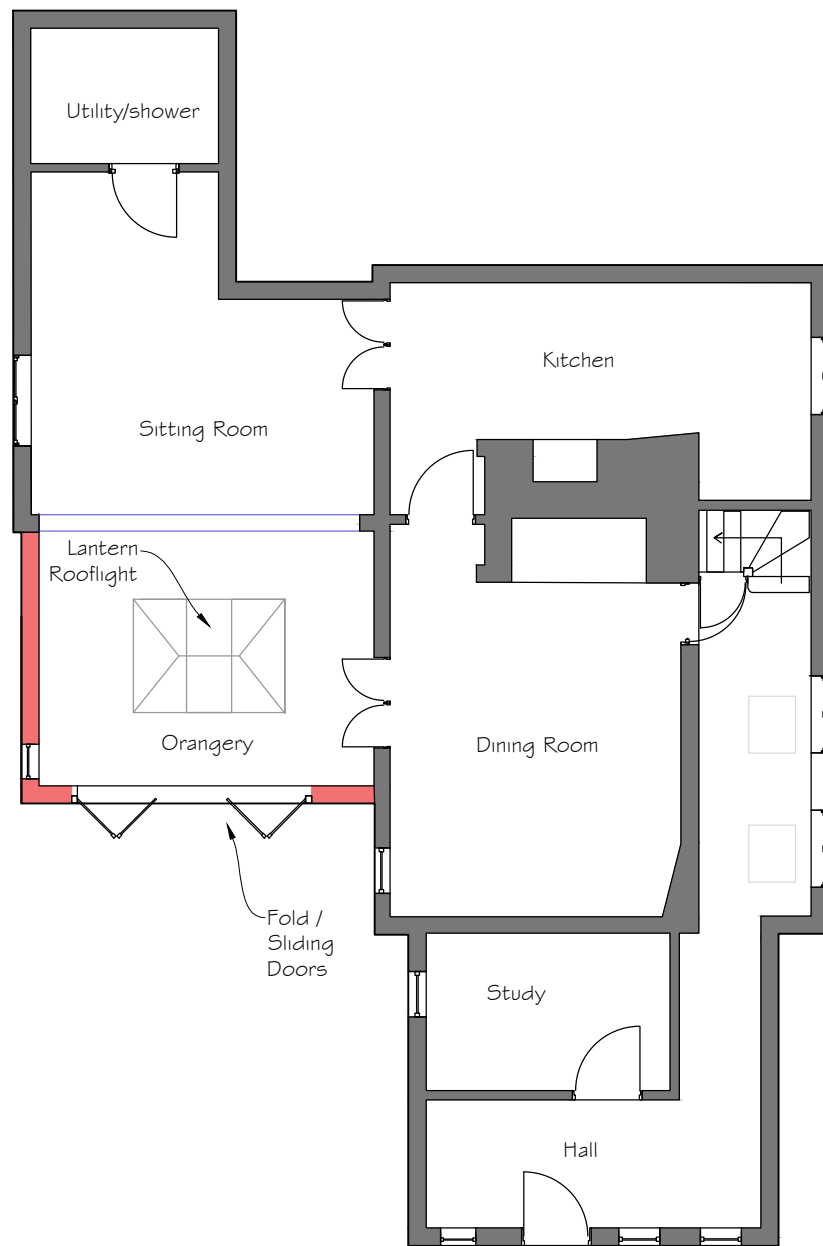 Utility/shower
Kitchen
Sitting Room
Lantern
Rooflight
Orangery
Dining Room
Fold /
Sliding
Doors
Study
Hall